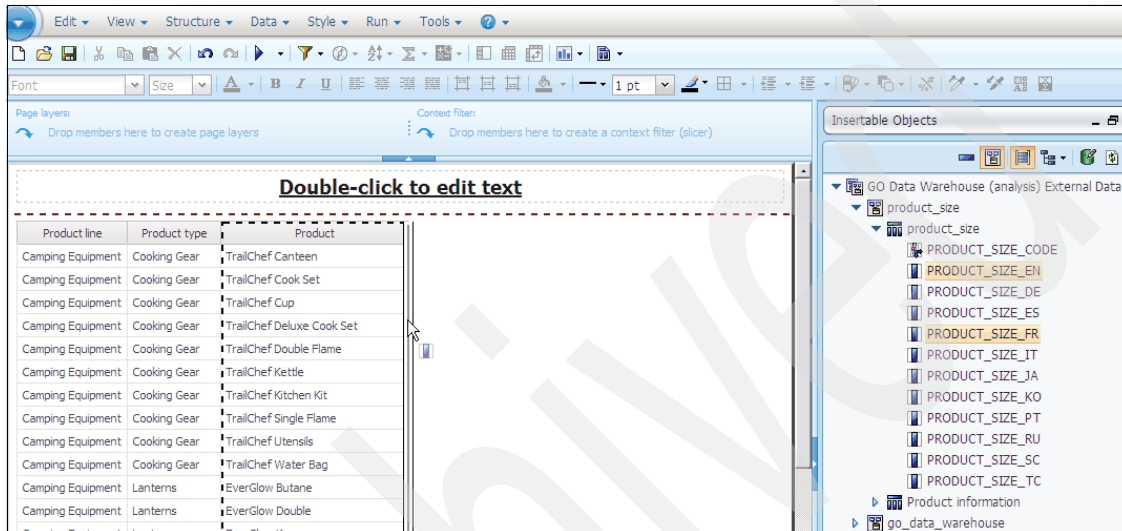 Edit View Structure Data Style Run Tools
Font Size A B I U 1 pt
Page layers:
Drop members here to create page layers
Context filter:
Drop members here to create a context filter (slicer)
Double-click to edit text
Product line Product type Product
Camping Equipment Cooking Gear TrailChef Canteen
Camping Equipment Cooking Gear TrailChef Cook Set
Camping Equipment Cooking Gear TrailChef Cup
Camping Equipment Cooking Gear TrailChef Deluxe Cook Set
Camping Equipment Cooking Gear TrailChef Double Flame
Camping Equipment Cooking Gear TrailChef Kettle
Camping Equipment Cooking Gear TrailChef Kitchen Kit
Camping Equipment Cooking Gear TrailChef Single Flame
Camping Equipment Cooking Gear TrailChef Utensils
Camping Equipment Cooking Gear TrailChef Water Bag
Camping Equipment Lanterns EverGlow Butane
Camping Equipment Lanterns EverGlow Double
Insertable Objects
GO Data Warehouse (analysis) External Data
product_size
product_size
PRODUCT_SIZE_CODE
PRODUCT_SIZE_EN
PRODUCT_SIZE_DE
PRODUCT_SIZE_ES
PRODUCT_SIZE_FR
PRODUCT_SIZE_IT
PRODUCT_SIZE_JA
PRODUCT_SIZE_KO
PRODUCT_SIZE_PT
PRODUCT_SIZE_RU
PRODUCT_SIZE_SC
PRODUCT_SIZE_TC
Product information
go_data_warehouse